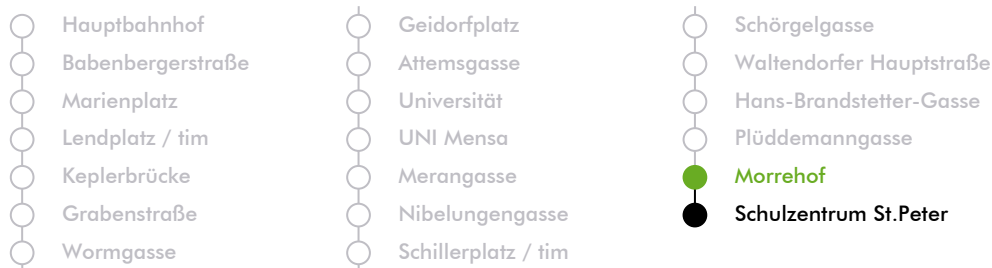 Hauptbahnhof
Babenbergerstraße
Marienplatz
Lendplatz / tim
Keplerbrücke
Grabenstraße
Wormgasse
Geidorfplatz
Attemsgasse
Universität
UNI Mensa
Merangasse
Nibelungengasse
Schillerplatz / tim
Schörgelgasse
Waltendorfer Hauptstraße
Hans-Brandstetter-Gasse
Plüddemanngasse
Morrehof
Schulzentrum St.Peter